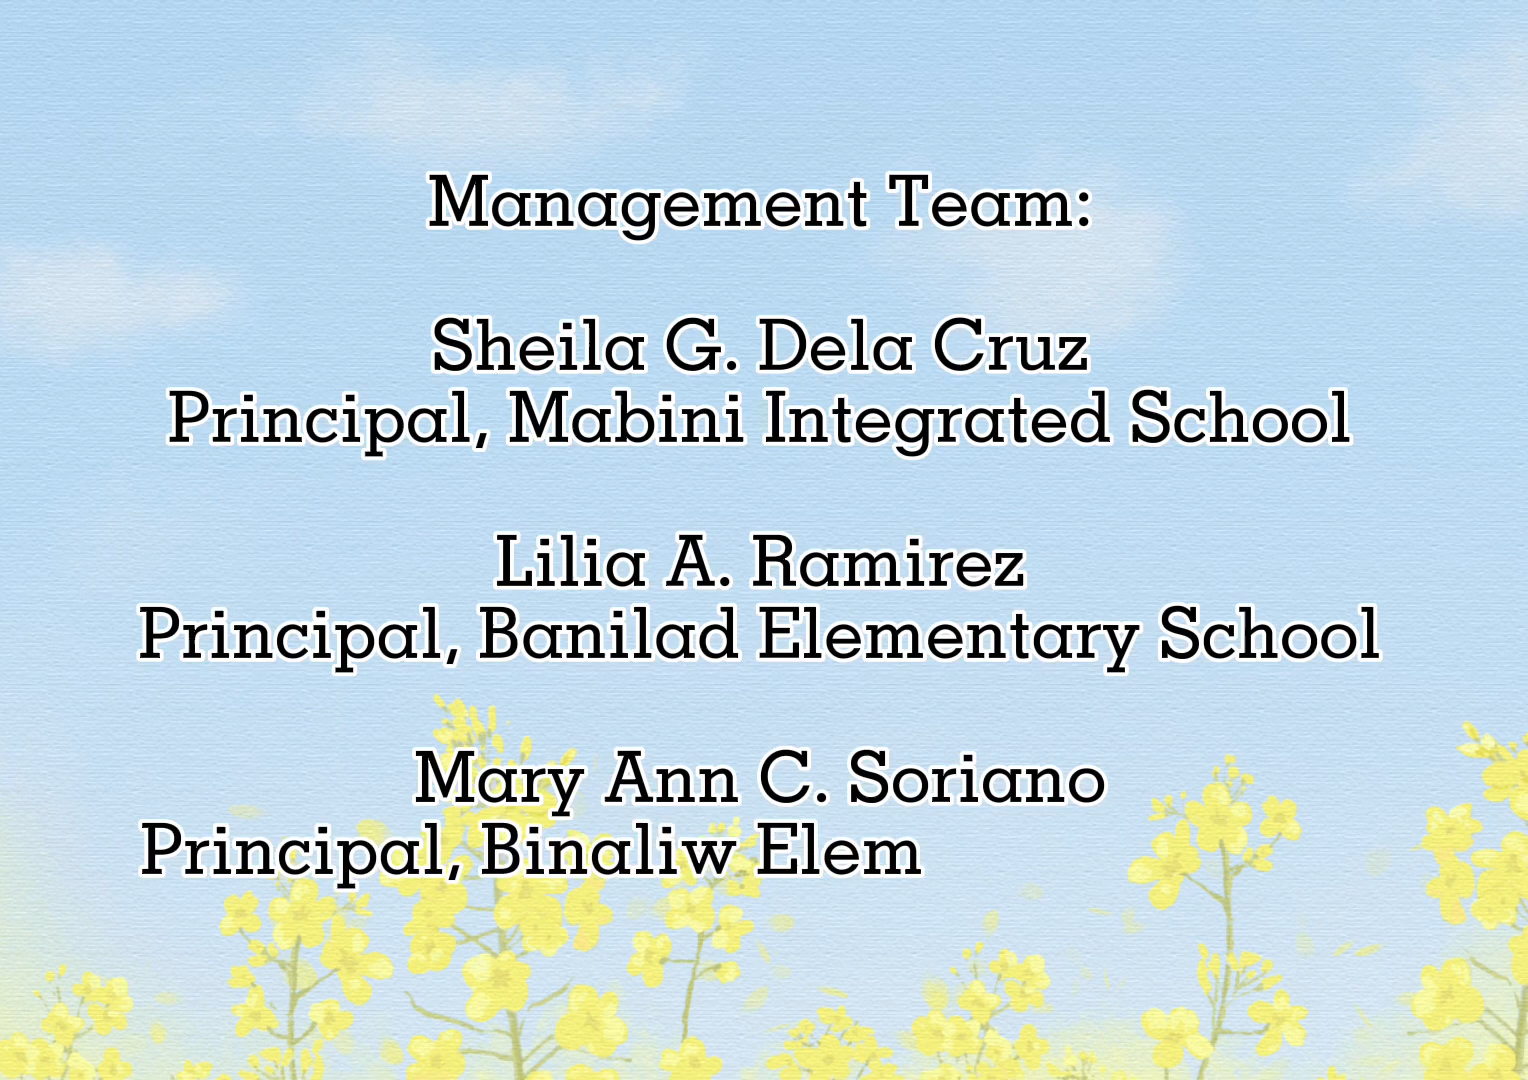 Management Team:
Sheila G. Dela Cruz
Principal, Mabini Integrated School
Lilia A. Ramirez
Principal, Banilad Elementary School
Mary Ann C. Soriano
Principal, Binaliw Elem